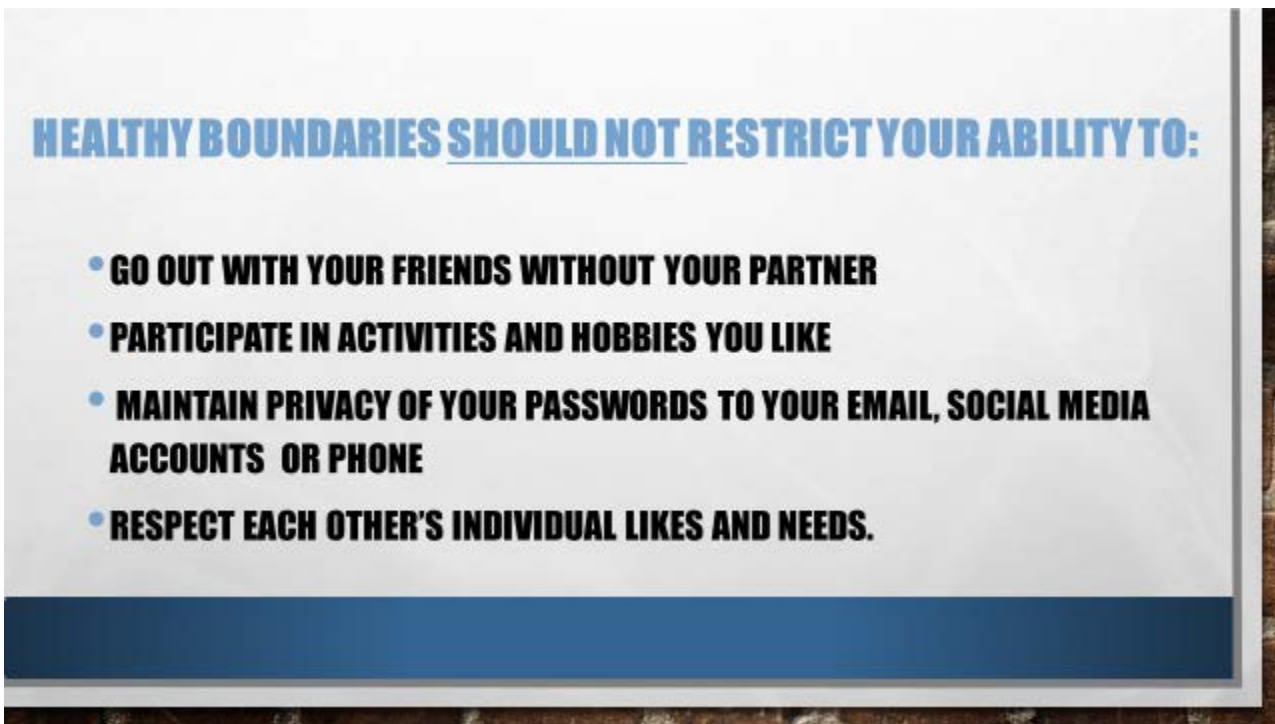 HEALTHY BOUNDARIES SHOULD NOT RESTRICT YOUR ABILITY TO:
•GO OUT WITH YOUR FRIENDS WITHOUT YOUR PARTNER
•PARTICIPATE IN ACTIVITIES AND HOBBIES YOU LIKE
• MAINTAIN PRIVACY OF YOUR PASSWORDS TO YOUR EMAIL, SOCIAL MEDIA
ACCOUNTS OR PHONE
•RESPECT EACH OTHER'S INDIVIDUAL LIKES AND NEEDS.